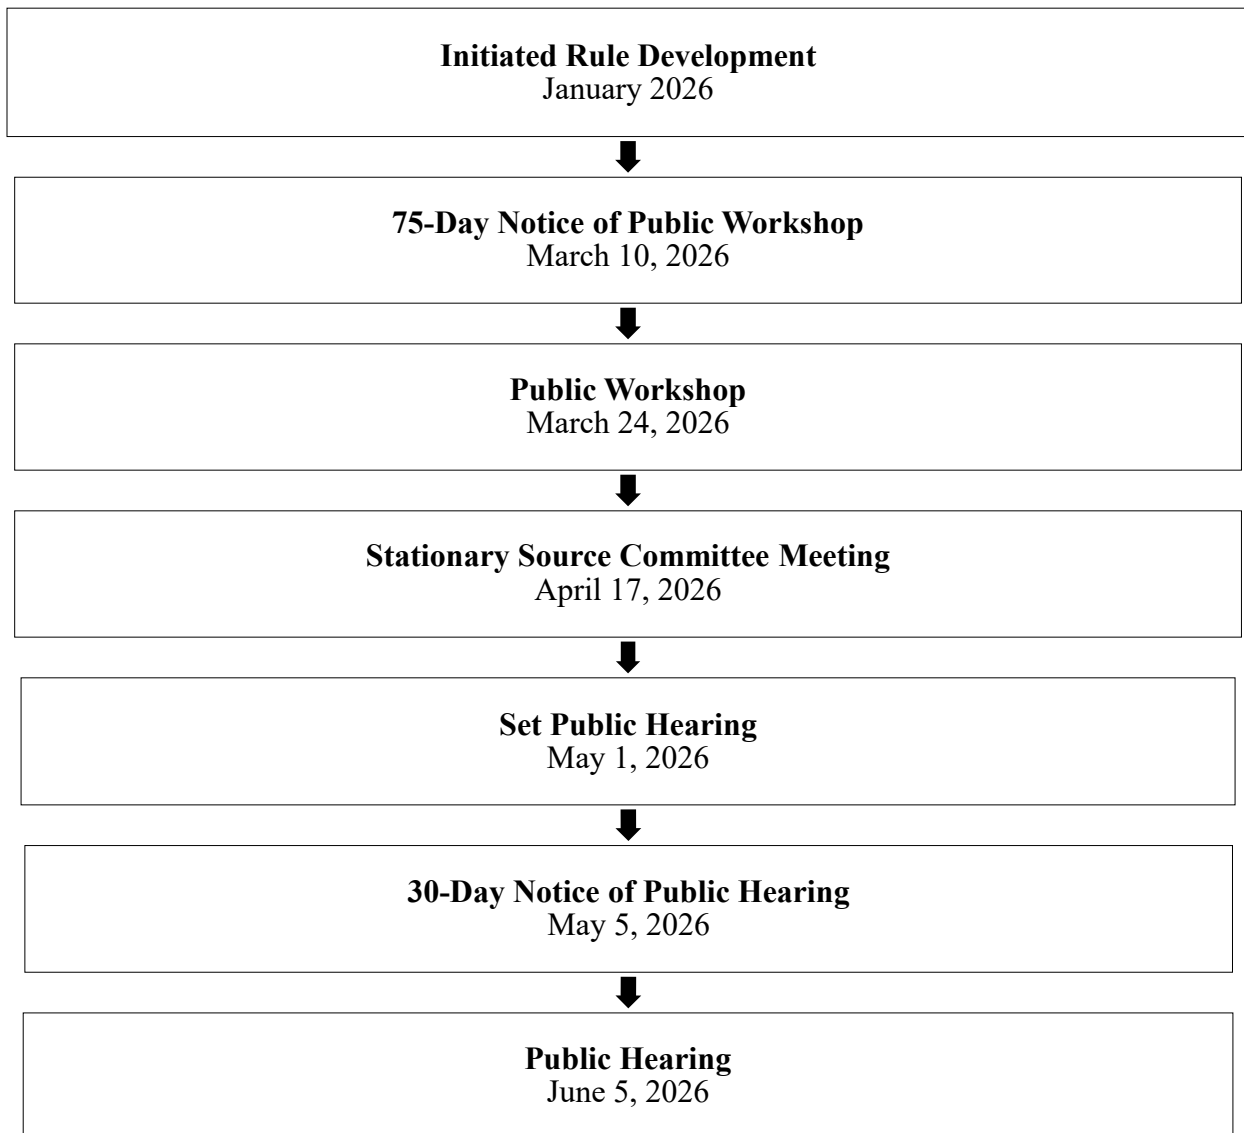 Initiated Rule Development
January 2026
75-Day Notice of Public Workshop
March 10, 2026
Public Workshop
March 24, 2026
Stationary Source Committee Meeting
April 17, 2026
Set Public Hearing
May 1, 2026
30-Day Notice of Public Hearing
May 5, 2026
Public Hearing
June 5, 2026